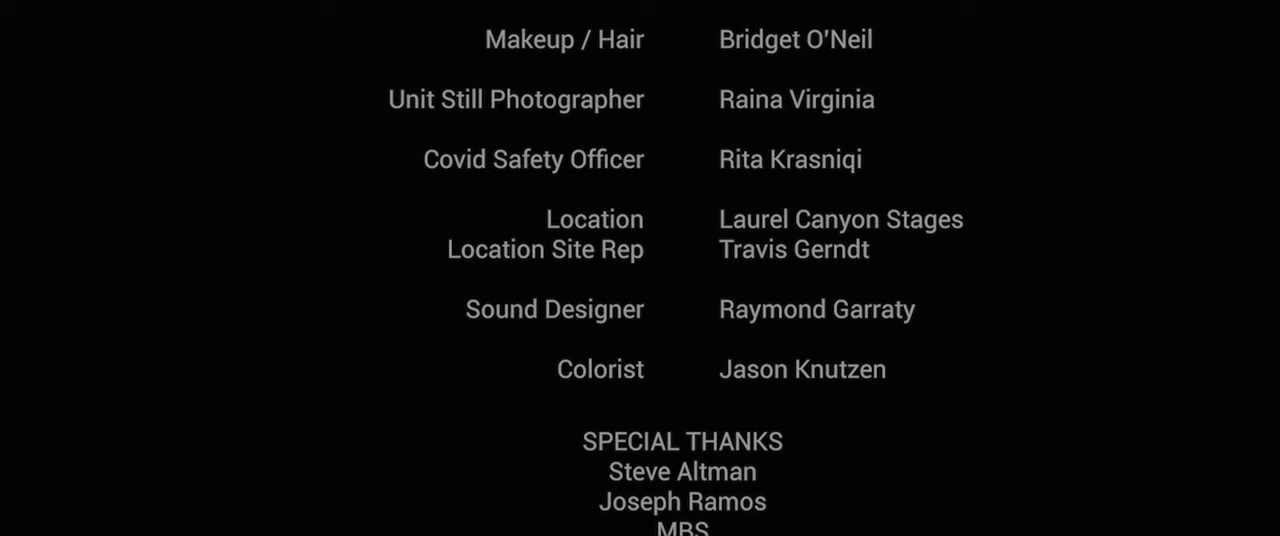 Makeup / Hair Bridget O'Neil
Unit Still Photographer Raina Virginia
Covid Safety Officer Rita Krasniqi
Location Laurel Canyon Stages
Location Site Rep Travis Gerndt
Sound Designer Raymond Garraty
Colorist Jason Knutzen
SPECIAL THANKS
Steve Altman
Joseph Ramos
MBS